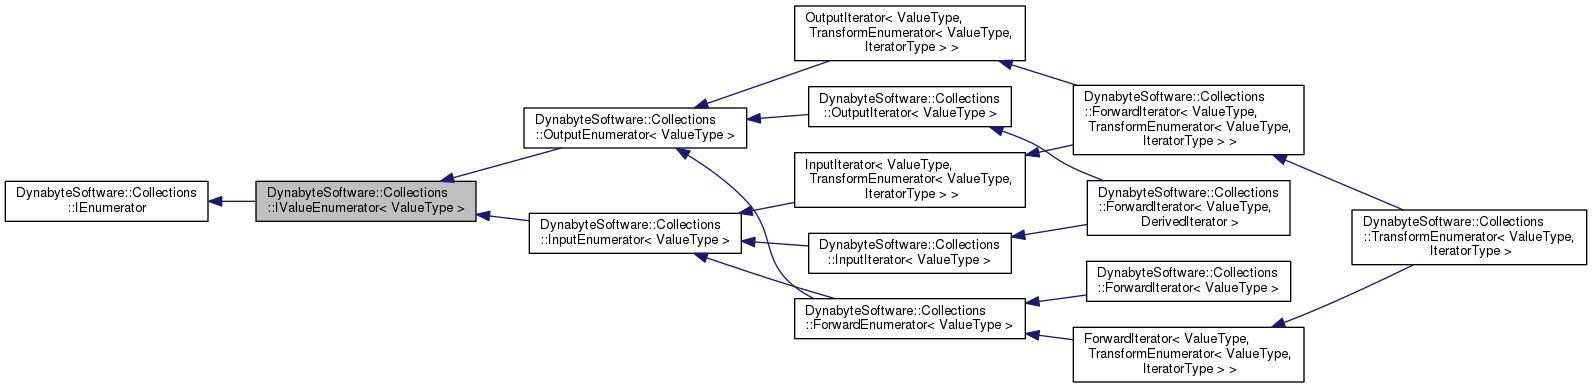 DynabyteSoftware::Collections
::IEnumerator
DynabyteSoftware::Collections
::IValueEnumerator< ValueType >
DynabyteSoftware::Collections
::OutputEnumerator< ValueType >
DynabyteSoftware::Collections
::InputEnumerator< ValueType >
OutputIterator< ValueType,
TransformEnumerator< ValueType,
IteratorType > >
DynabyteSoftware::Collections
::OutputIterator< ValueType >
InputIterator< ValueType,
TransformEnumerator< ValueType,
IteratorType > >
DynabyteSoftware::Collections
::InputIterator< ValueType >
DynabyteSoftware::Collections
::ForwardEnumerator< ValueType >
DynabyteSoftware::Collections
::ForwardIterator< ValueType,
TransformEnumerator< ValueType,
IteratorType > >
DynabyteSoftware::Collections
::ForwardIterator< ValueType,
DerivedIterator >
DynabyteSoftware::Collections
::ForwardIterator< ValueType >
ForwardIterator< ValueType,
TransformEnumerator< ValueType,
IteratorType > >
DynabyteSoftware::Collections
::TransformEnumerator< ValueType,
IteratorType >